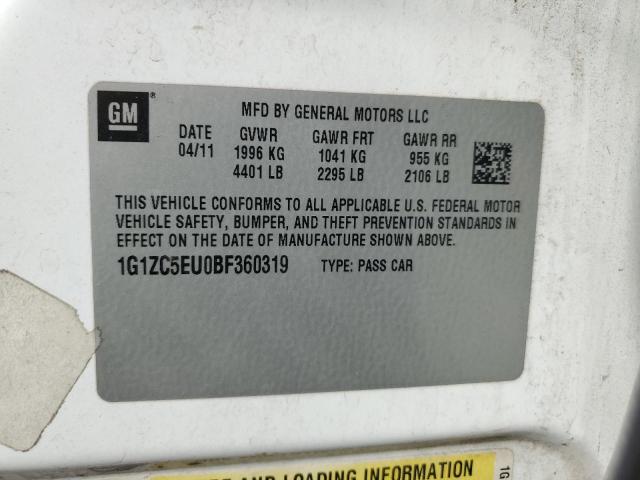 GM ®
MFD BY GENERAL MOTORS LLC
DATE GVWR GAWR FRT GAWR RR
04/11 1996 KG 1041 KG 955 KG
4401 LB 2295 LB 2106 LB
THIS VEHICLE CONFORMS TO ALL APPLICABLE U.S. FEDERAL MOTOR
VEHICLE SAFETY, BUMPER, AND THEFT PREVENTION STANDARDS IN
EFFECT ON THE DATE OF MANUFACTURE SHOWN ABOVE.
1G1ZC5EU0BF360319 TYPE: PASS CAR
AND LOADING INFORMATION
1G